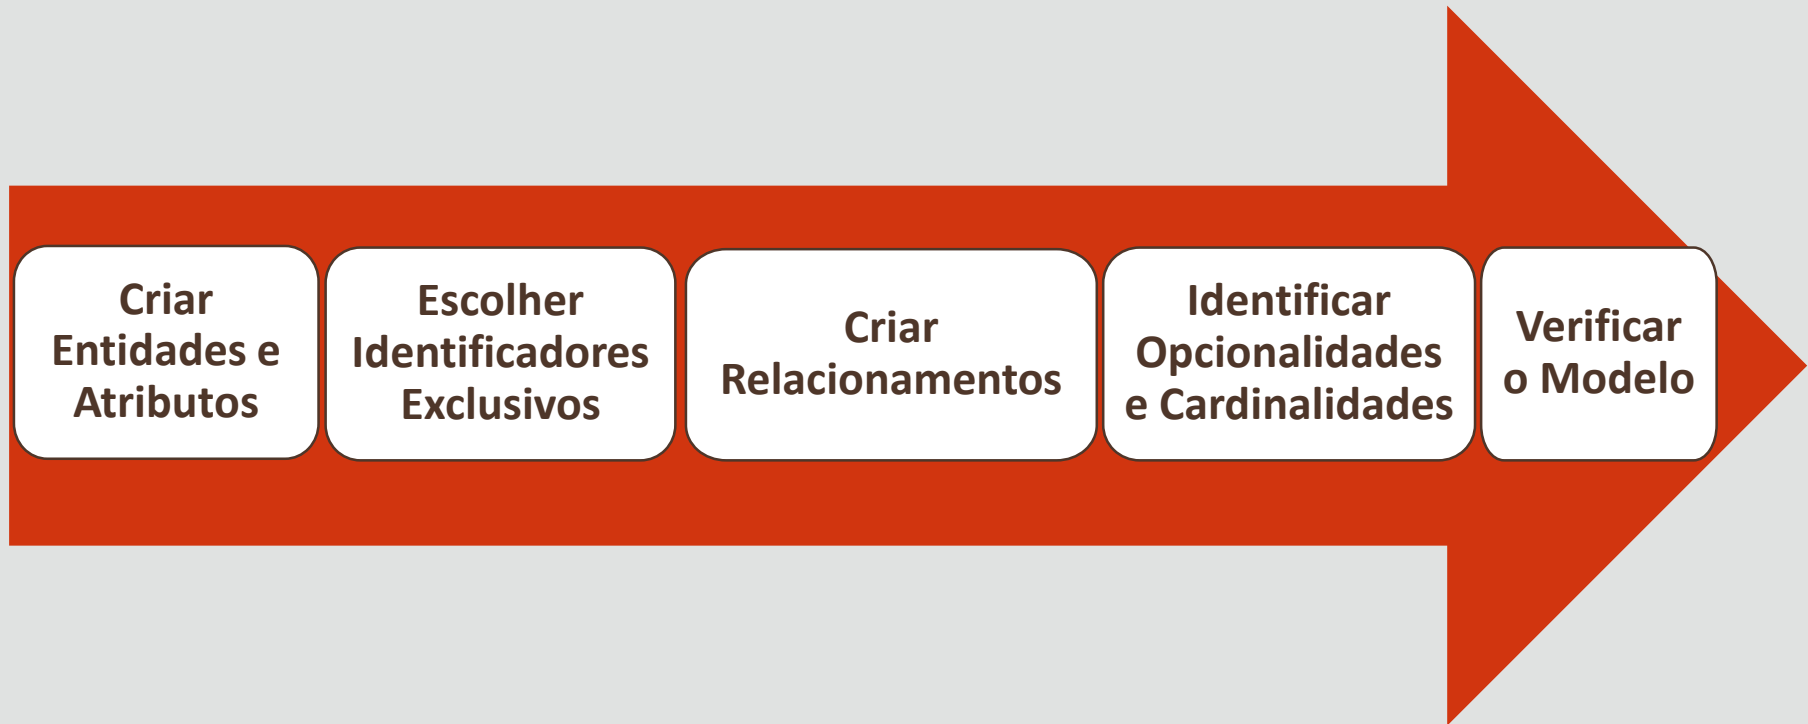 Criar
Entidades e
Atributos
Escolher
Identificadores
Exclusivos
Criar
Relacionamentos
Identificar
Opcionalidades
e Cardinalidades
Verificar
o Modelo